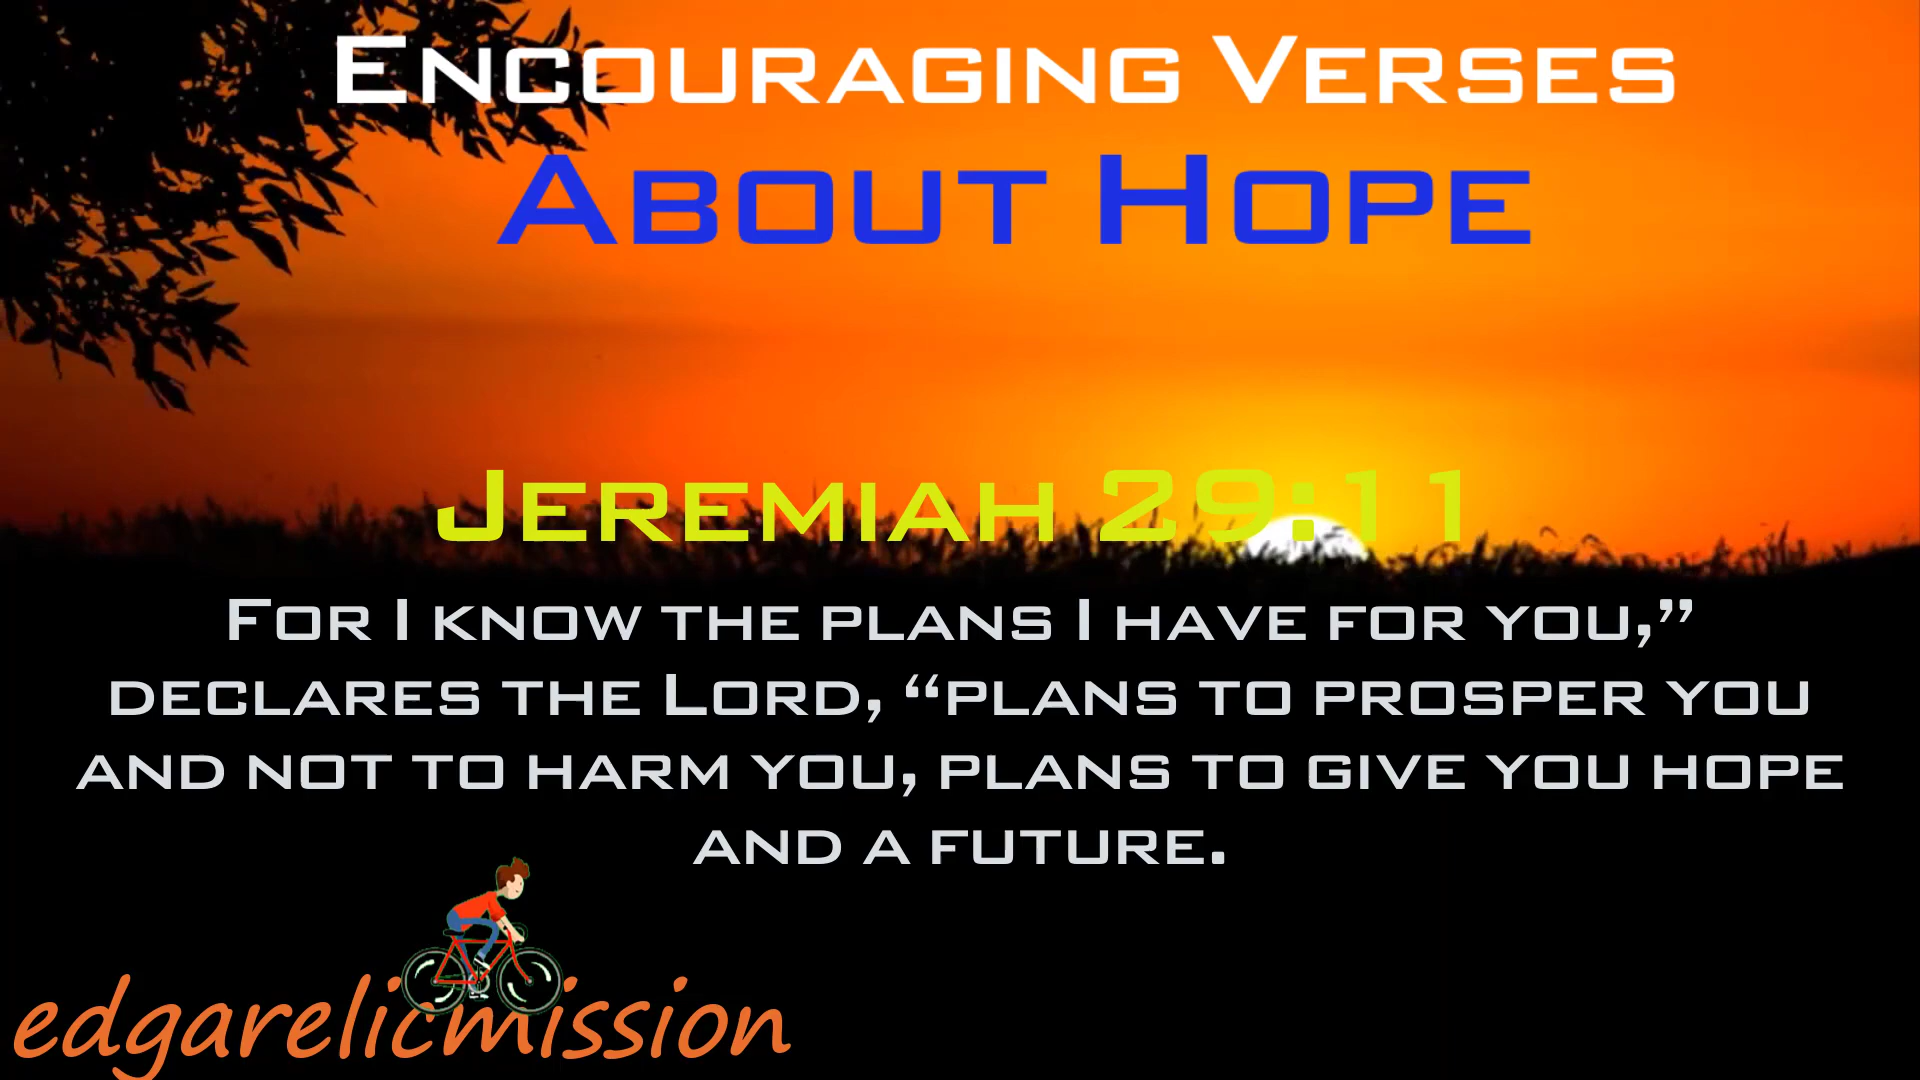 Encouraging Verses
About Hope
Jeremiah 29:11
For I know the plans I have for you,”
declares the Lord, “plans to prosper you
and not to harm you, plans to give you hope
and a future.
edgarelicmission